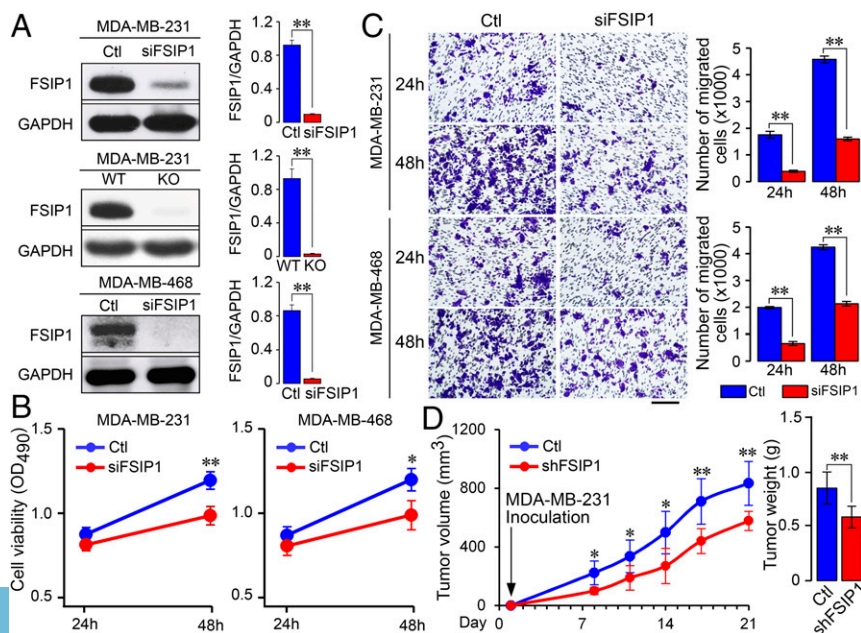 A
MDA-MB-231
Ctl siFSIP1
FSIP1
GAPDH
FSIP1/GAPDH
1.2
0.8
0.4
0
**
Ctl siFSIP1
MDA-MB-231
WT KO
FSIP1
GAPDH
FSIP1/GAPDH
1.2
0.8
0.4
0
**
WT KO
MDA-MB-468
Ctl siFSIP1
FSIP1
GAPDH
FSIP1/GAPDH
1.2
0.8
0.4
0
**
Ctl siFSIP1
C
Ctl siFSIP1
MDA-MB-231
24h
48h
MDA-MB-468
24h
48h
Number of migrated
cells (x1000)
5
4
3
2
1
0
**
**
24h 48h
Number of migrated
cells (x1000)
5
4
3
2
1
0
**
**
24h 48h
Ctl siFSIP1
B
MDA-MB-231
Cell viability (OD490)
1.5
1.0
0.5
Ctl
siFSIP1
**
24h 48h
MDA-MB-468
1.5
1.0
0.5
Ctl
siFSIP1
*
24h 48h
D
Tumor volume (mm3)
1200
800
400
0
Ctl
shFSIP1
MDA-MB-231
Inoculation
* * * ** **
Day 0 7 14 21
Tumor weight (g)
1.5
1.0
0.5
0
**
Ctl
shFSIP1